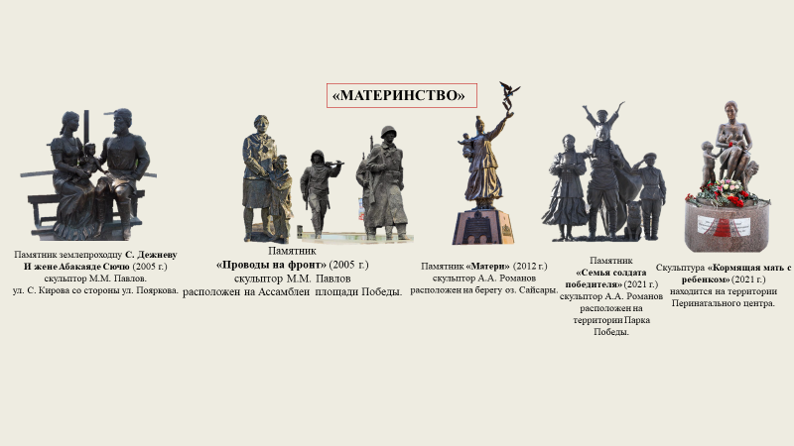 «МАТЕРИНСТВО»
Памятник землепроходцу С. Дежневу
И жене Абакаяде Сючю (2005 г.)
скульптор М.М. Павлов.
ул. С. Кирова со стороны ул. Пояркова.
Памятник
«Проводы на фронт» (2005 г.)
скульптор М.М. Павлов
расположен на Ассамблеи площади Победы.
Памятник «Матери» (2012 г.)
скульптор А.А. Романов
расположен на берегу оз. Сайсары.
Памятник
«Семья солдата
победителя» (2021 г.)
скульптор А.А. Романов
расположен на
территории Парка
Победы.
Скульптура «Кормящая мать с
ребенком» (2021 г.)
находится на территории
Перинатального центра.